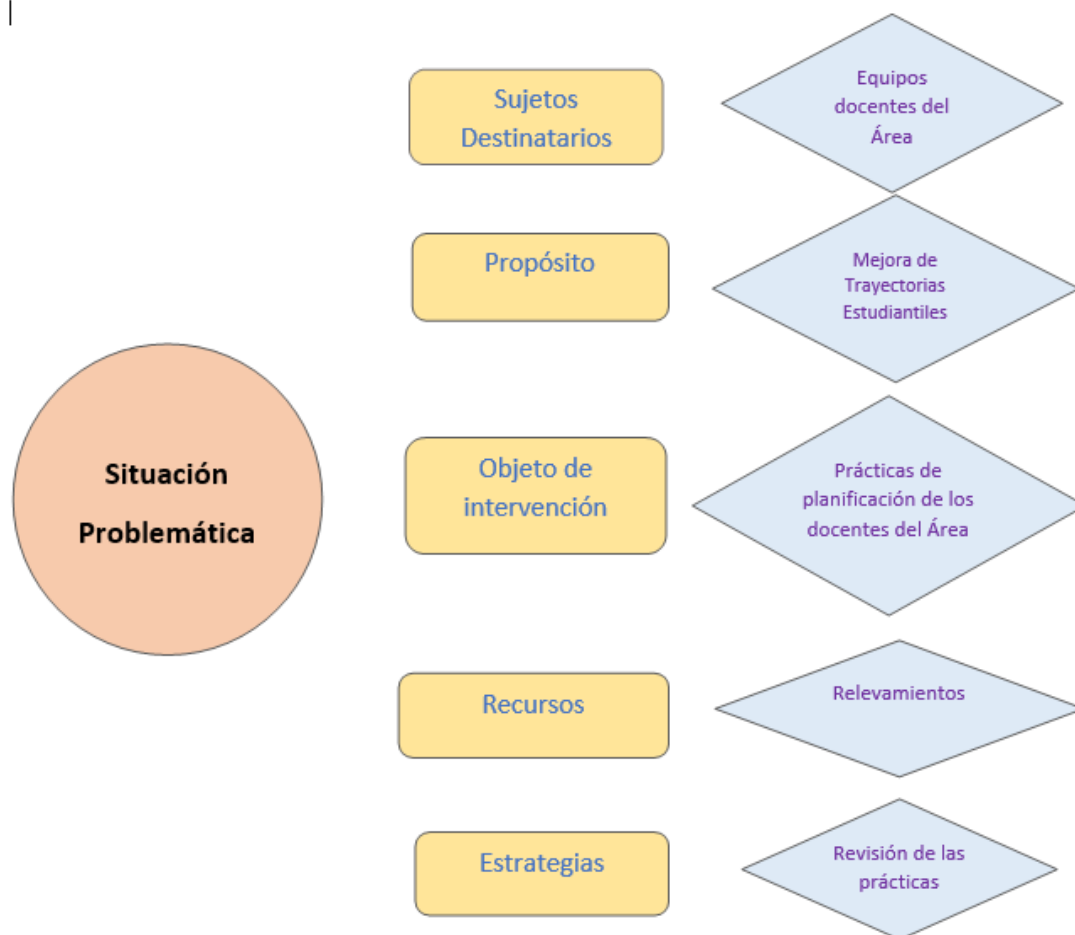 Sujetos
Destinatarios
Equipos
docentes del
Área
Propósito
Mejora de
Trayectorias
Estudiantiles
Situación
Problemática
Objeto de
intervención
Prácticas de
planificación de los
docentes del Área
Recursos
Relevamientos
Estrategias
Revisión de las
prácticas